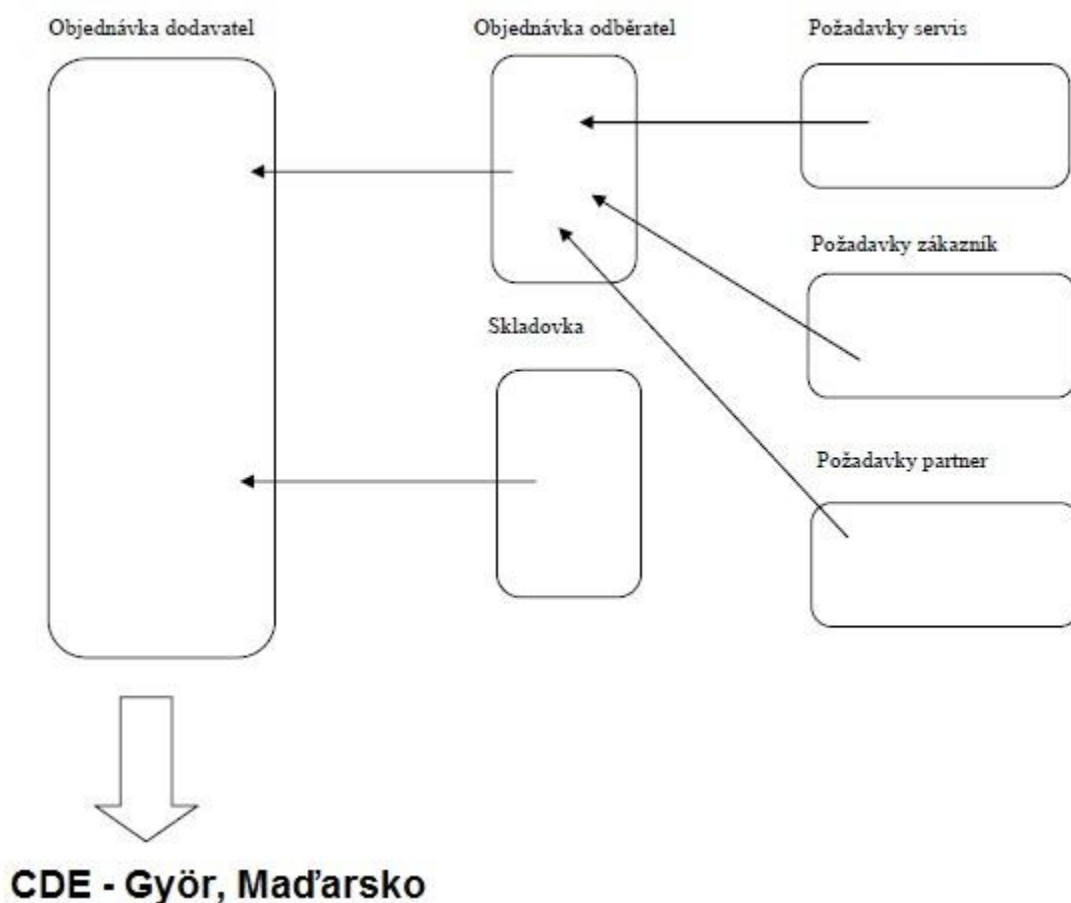 Objednávka dodavatel
Objednávka odběratel
Požadavky servis
Požadavky zákazník
Skladovka
Požadavky partner
CDE - Györ, Maďarsko